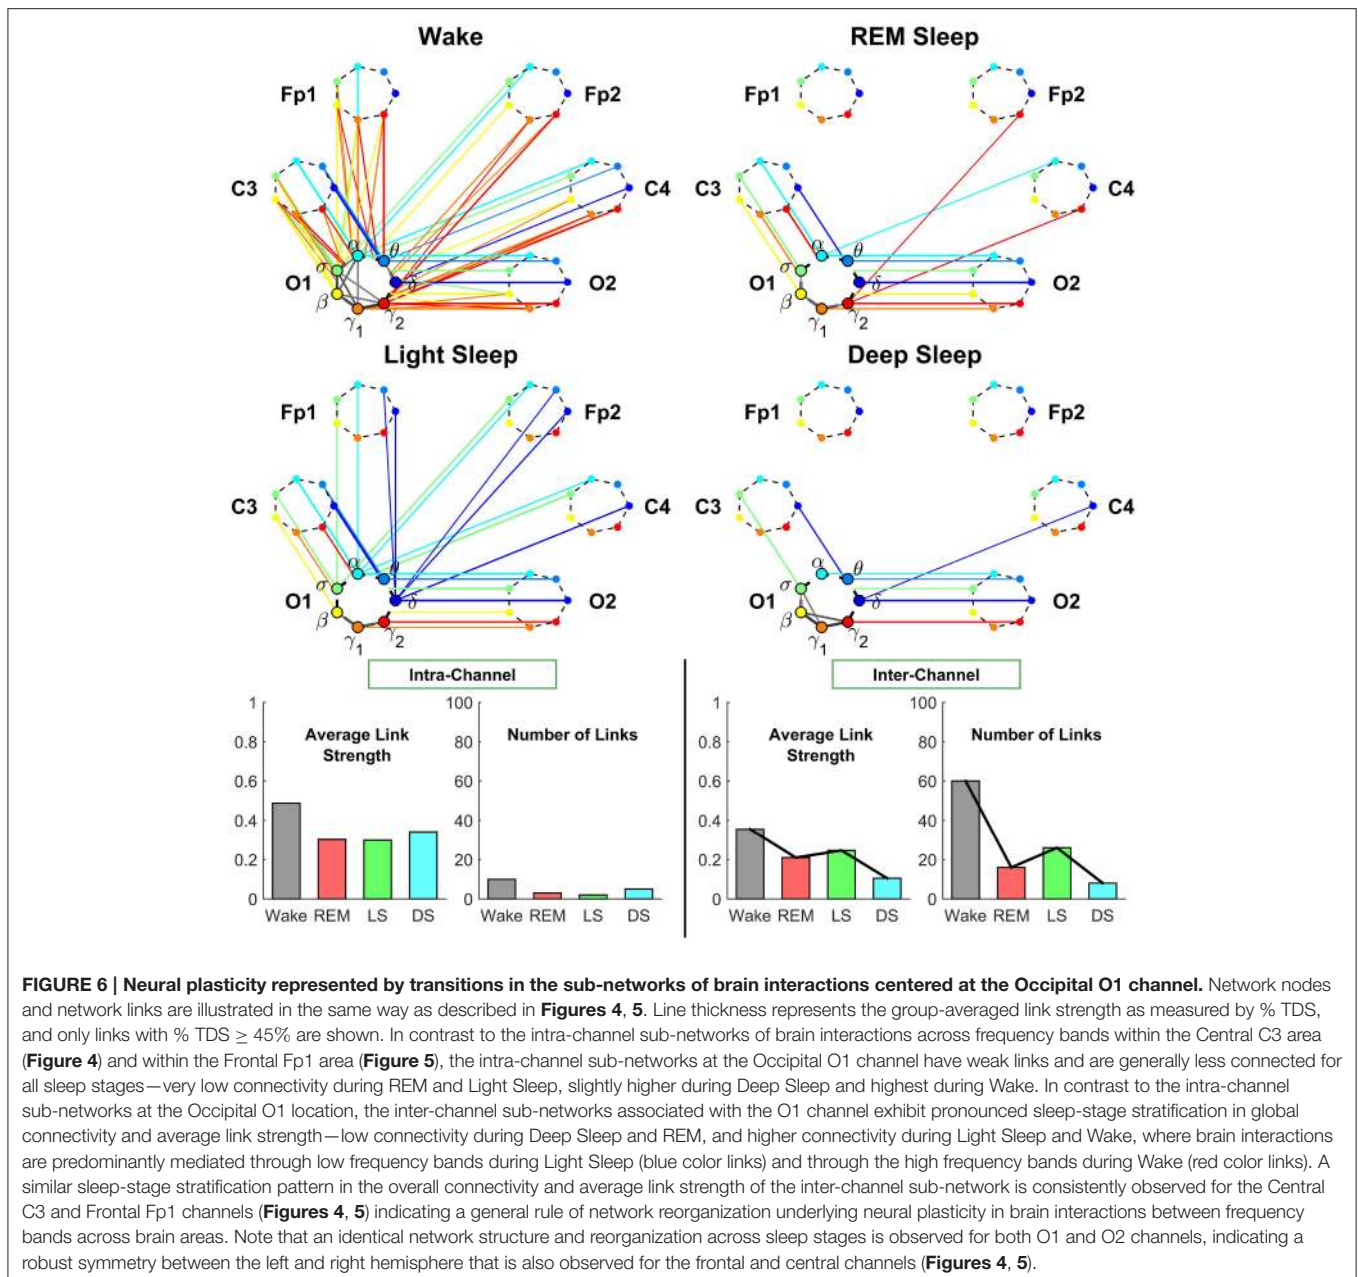 Wake
REM Sleep
Fp1
Fp2
Fp1
Fp2
C3
C4
C3
C4
α
θ
α
θ
σ
σ
O1
δ
O2
O1
δ
O2
β
β
γ1
γ2
γ1
γ2
Light Sleep
Deep Sleep
Fp1
Fp2
Fp1
Fp2
C3
C4
C3
C4
α
θ
α
θ
σ
σ
O1
δ
O2
O1
δ
O2
β
β
γ1
γ2
γ1
γ2
Intra-Channel
Inter-Channel
1
0.8
0.6
0.4
0.2
0
Average Link
Strength
Wake REM LS DS
100
80
60
40
20
0
Number of Links
Wake REM LS DS
1
0.8
0.6
0.4
0.2
0
Average Link
Strength
Wake REM LS DS
100
80
60
40
20
0
Number of Links
Wake REM LS DS
FIGURE 6 | Neural plasticity represented by transitions in the sub-networks of brain interactions centered at the Occipital O1 channel. Network nodes
and network links are illustrated in the same way as described in Figures 4, 5. Line thickness represents the group-averaged link strength as measured by % TDS,
and only links with % TDS ≥ 45% are shown. In contrast to the intra-channel sub-networks of brain interactions across frequency bands within the Central C3 area
(Figure 4) and within the Frontal Fp1 area (Figure 5), the intra-channel sub-networks at the Occipital O1 channel have weak links and are generally less connected for
all sleep stages—very low connectivity during REM and Light Sleep, slightly higher during Deep Sleep and highest during Wake. In contrast to the intra-channel
sub-networks at the Occipital O1 location, the inter-channel sub-networks associated with the O1 channel exhibit pronounced sleep-stage stratification in global
connectivity and average link strength—low connectivity during Deep Sleep and REM, and higher connectivity during Light Sleep and Wake, where brain interactions
are predominantly mediated through low frequency bands during Light Sleep (blue color links) and through the high frequency bands during Wake (red color links). A
similar sleep-stage stratification pattern in the overall connectivity and average link strength of the inter-channel sub-network is consistently observed for the Central
C3 and Frontal Fp1 channels (Figures 4, 5) indicating a general rule of network reorganization underlying neural plasticity in brain interactions between frequency
bands across brain areas. Note that an identical network structure and reorganization across sleep stages is observed for both O1 and O2 channels, indicating a
robust symmetry between the left and right hemisphere that is also observed for the frontal and central channels (Figures 4, 5).